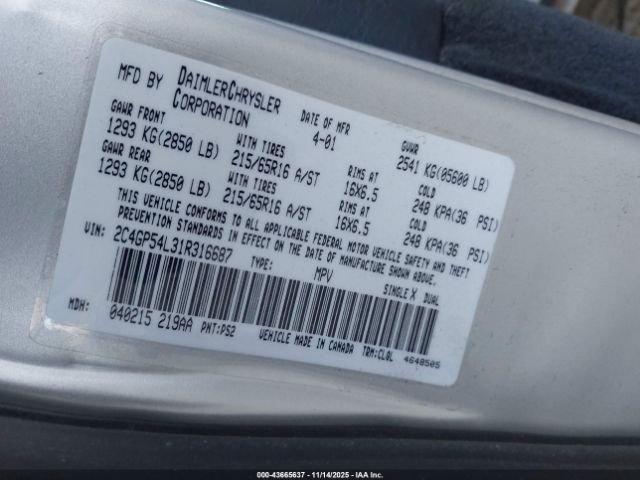 MFD BY DAIMLERCHRYSLER CORPORATION DATE OF MFR 4-01 GVWR 2541 KG(05600 LB)
GAWR FRONT WITH TIRES RIMS AT COLD
1293 KG(2850 LB) 215/65R16 A/ST 16X6.5 248 KPA(36 PSI)
GAWR REAR WITH TIRES RIMS AT COLD
1293 KG(2850 LB) 215/65R16 A/ST 16X6.5 248 KPA(36 PSI)
THIS VEHICLE CONFORMS TO ALL APPLICABLE FEDERAL MOTOR VEHICLE SAFETY AND THEFT
PREVENTION STANDARDS IN EFFECT ON THE DATE OF MANUFACTURE SHOWN ABOVE.
VIN: 2C4GP54L31R316687 TYPE: MPV SINGLE X DUAL
MDH: 040215 219AA PNT:PS2 VEHICLE MADE IN CANADA TRM:CLQL 4648505
000-43665637 - 11/14/2025 - IAA Inc.